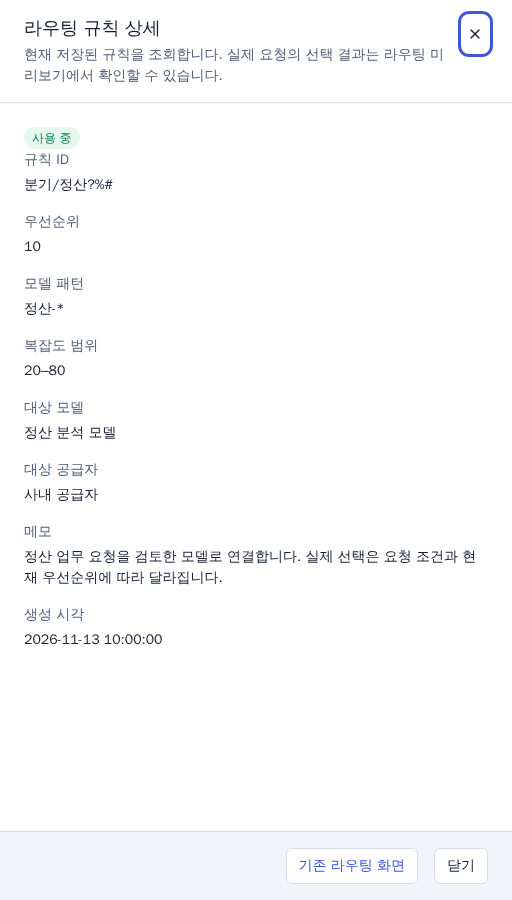 라우팅 규칙 상세
현재 저장된 규칙을 조회합니다. 실제 요청의 선택 결과는 라우팅 미
리보기에서 확인할 수 있습니다.
×
사용 중
규칙 ID
분기/정산?%#
우선순위
10
모델 패턴
정산-*
복잡도 범위
20–80
대상 모델
정산 분석 모델
대상 공급자
사내 공급자
메모
정산 업무 요청을 검토한 모델로 연결합니다. 실제 선택은 요청 조건과 현
재 우선순위에 따라 달라집니다.
생성 시각
2026-11-13 10:00:00
기존 라우팅 화면
닫기